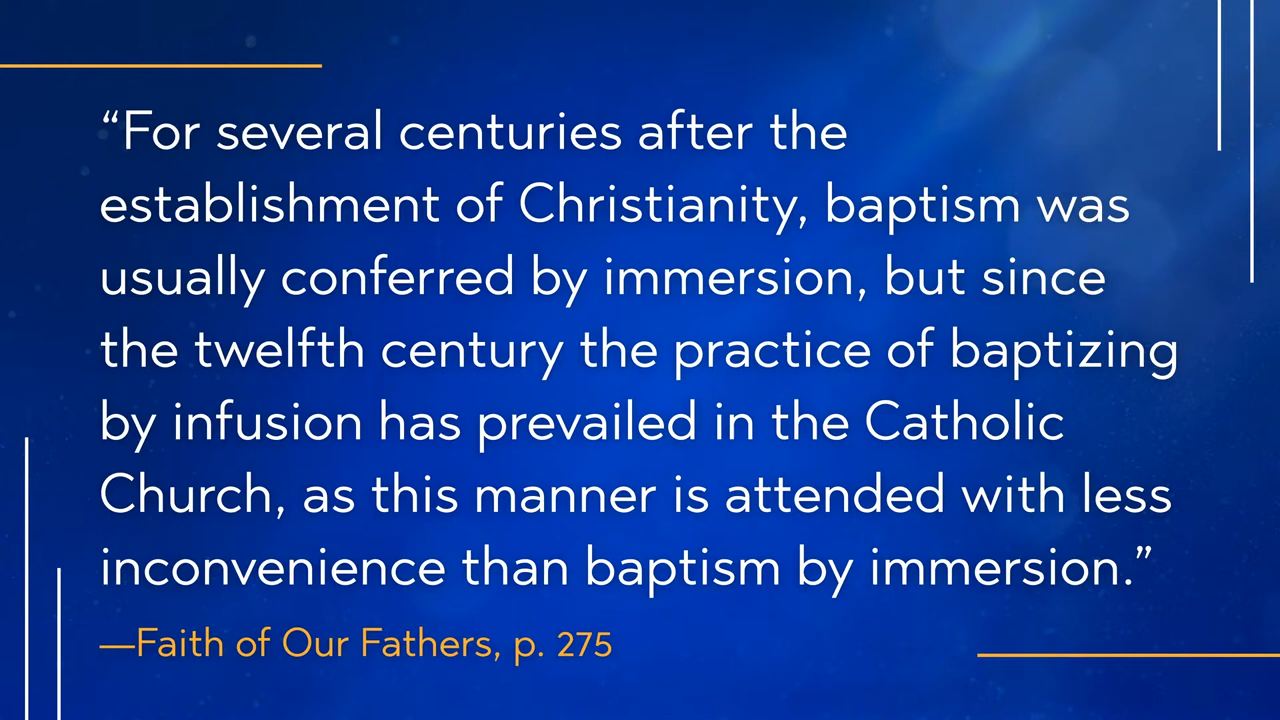 “For several centuries after the
establishment of Christianity, baptism was
usually conferred by immersion, but since
the twelfth century the practice of baptizing
by infusion has prevailed in the Catholic
Church, as this manner is attended with less
inconvenience than baptism by immersion.”
—Faith of Our Fathers, p. 275